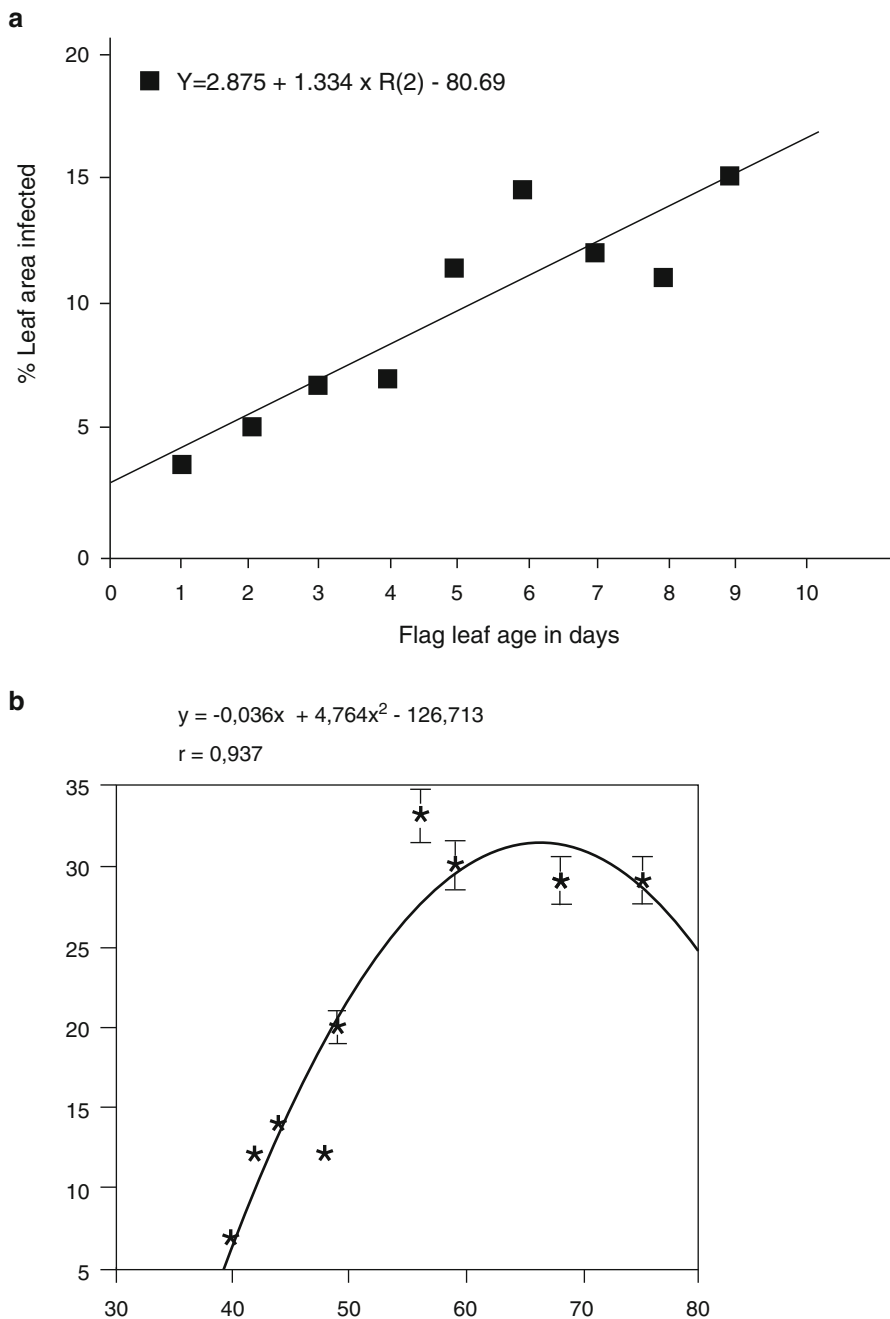 a
20
Y=2.875 + 1.334 x R(2) - 80.69
15
10
5
0
% Leaf area infected
0 1 2 3 4 5 6 7 8 9 10
Flag leaf age in days
b
y = -0,036x + 4,764x² - 126,713
r = 0,937
35
30
25
20
15
10
5
30 40 50 60 70 80